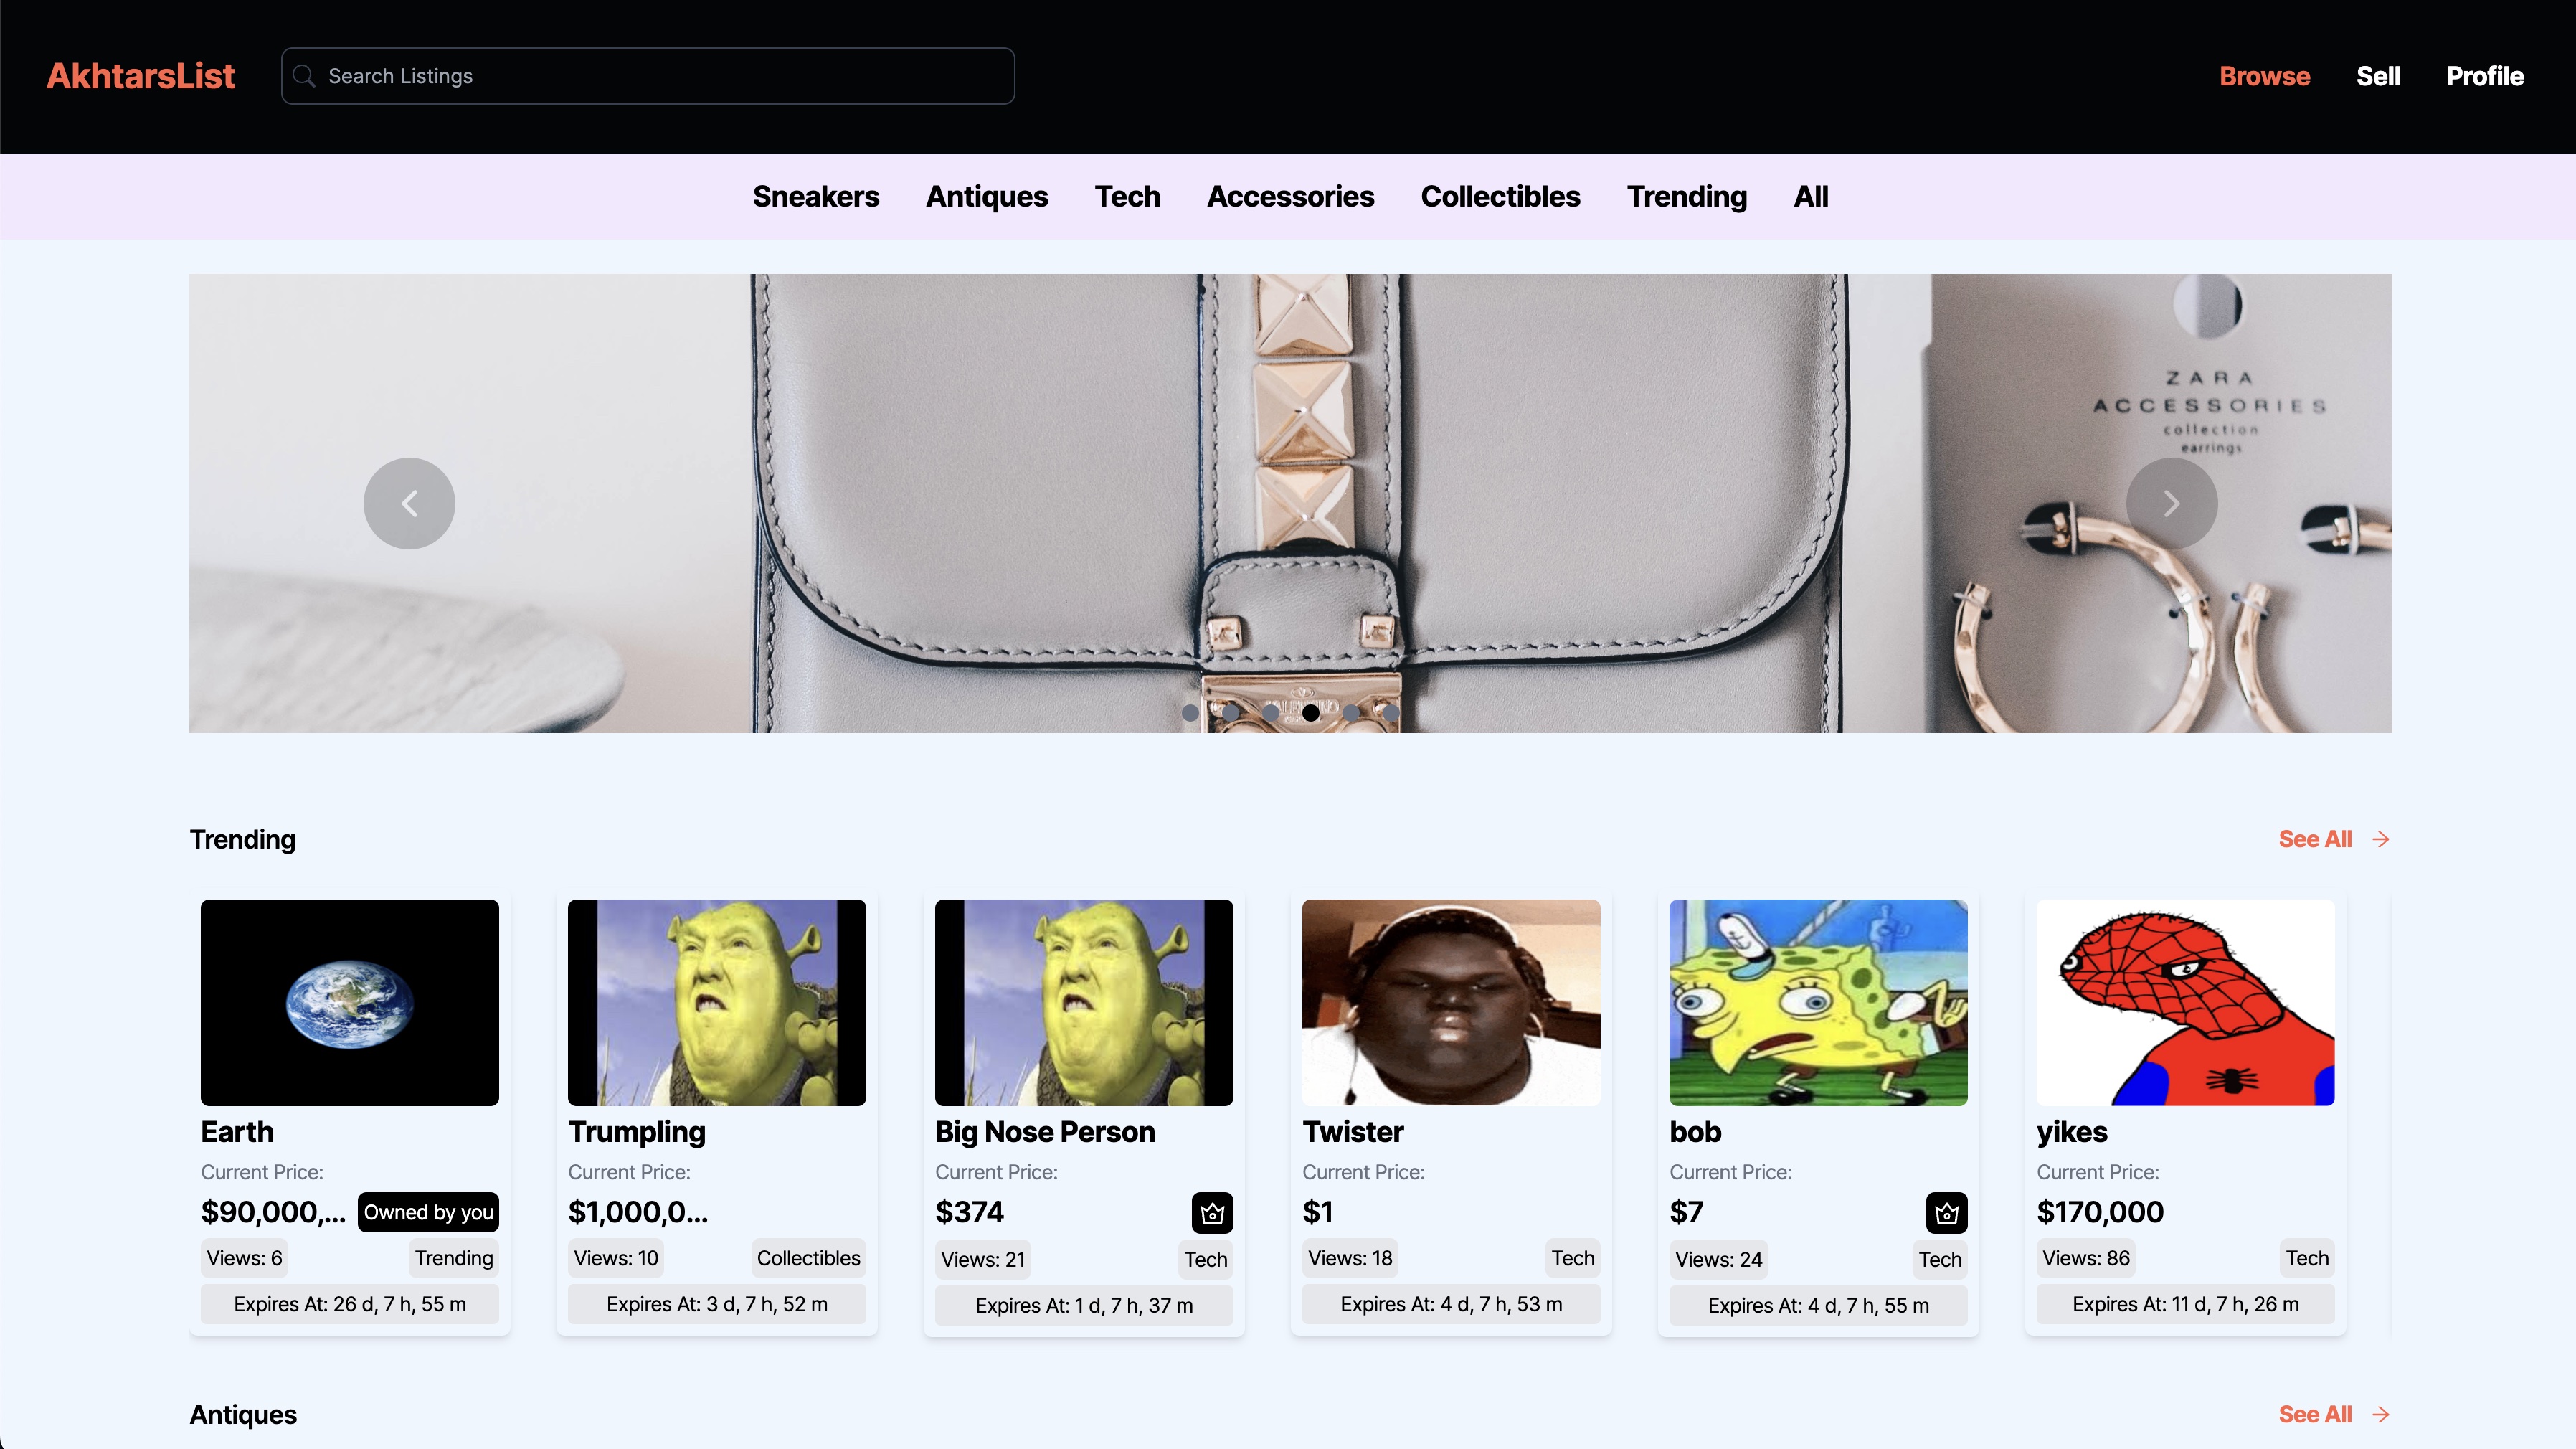 AkhtarsList
Search Listings
Browse Sell Profile
Sneakers Antiques Tech Accessories Collectibles Trending All
ZARA
ACCESSORIES
collection
earrings
Trending
See All
Earth
Current Price:
$90,000,... Owned by you
Views: 6 Trending
Expires At: 26 d, 7 h, 55 m
Trumpling
Current Price:
$1,000,0...
Views: 10 Collectibles
Expires At: 3 d, 7 h, 52 m
Big Nose Person
Current Price:
$374
Views: 21 Tech
Expires At: 1 d, 7 h, 37 m
Twister
Current Price:
$1
Views: 18 Tech
Expires At: 4 d, 7 h, 53 m
bob
Current Price:
$7
Views: 24 Tech
Expires At: 4 d, 7 h, 55 m
yikes
Current Price:
$170,000
Views: 86 Tech
Expires At: 11 d, 7 h, 26 m
Antiques
See All